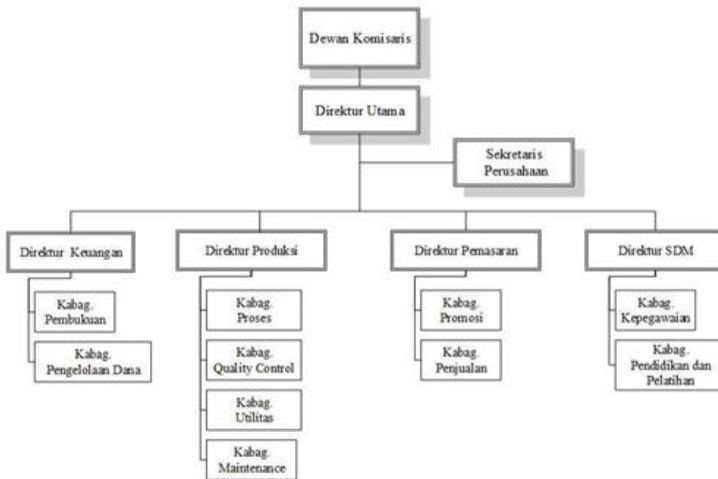 Dewan Komisaris
Direktur Utama
Sekretaris
Perusahaan
Direktur Keuangan
Direktur Produksi
Direktur Pemasaran
Direktur SDM
Kabag.
Pembukuan
Kabag.
Pengelolaan Dana
Kabag.
Proses
Kabag.
Quality Control
Kabag.
Utilitas
Kabag.
Maintenance
Kabag.
Promosi
Kabag.
Penjualan
Kabag.
Kepegawaian
Kabag.
Pendidikan dan
Pelatihan